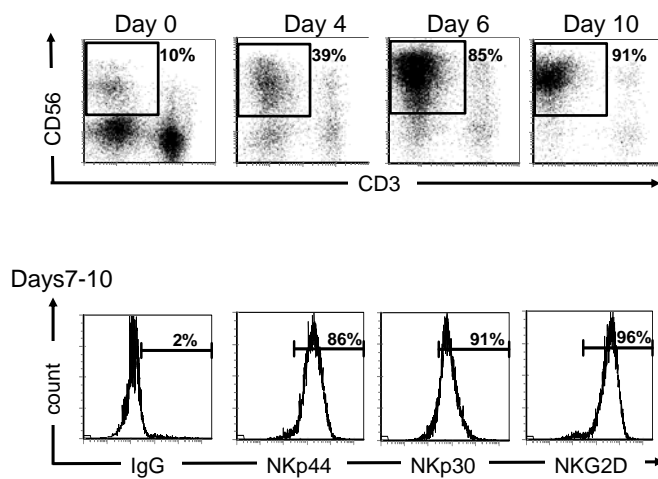 Day 0 Day 4 Day 6 Day 10
10% 39% 85% 91%
CD56
CD3
Days7-10
2% 86% 91% 96%
count
IgG NKp44 NKp30 NKG2D